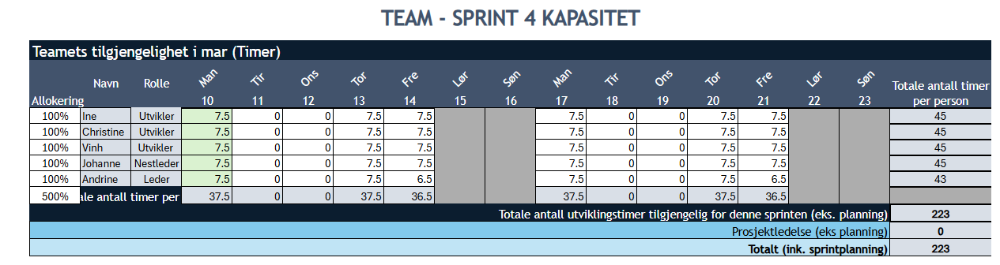 TEAM - SPRINT 4 KAPASITET
Teamets tilgjengelighet i mar (Timer)
Allokering Navn Rolle Man 10 Tir 11 Ons 12 Tor 13 Fre 14 Lør 15 Søn 16 Man 17 Tir 18 Ons 19 Tor 20 Fre 21 Lør 22 Søn 23 Totale antall timer per person
100% Ine Utvikler 7.5 0 0 7.5 7.5 7.5 0 0 7.5 7.5 45
100% Christine Utvikler 7.5 0 0 7.5 7.5 7.5 0 0 7.5 7.5 45
100% Vinh Utvikler 7.5 0 0 7.5 7.5 7.5 0 0 7.5 7.5 45
100% Johanne Nestleder 7.5 0 0 7.5 7.5 7.5 0 0 7.5 7.5 45
100% Andrine Leder 7.5 0 0 7.5 6.5 7.5 0 0 7.5 6.5 43
500% ale antall timer per 37.5 0 0 37.5 36.5 37.5 0 0 37.5 36.5
Totale antall utviklingstimer tilgjengelig for denne sprinten (eks. planning) 223
Prosjektledelse (eks planning) 0
Totalt (ink. sprintplanning) 223